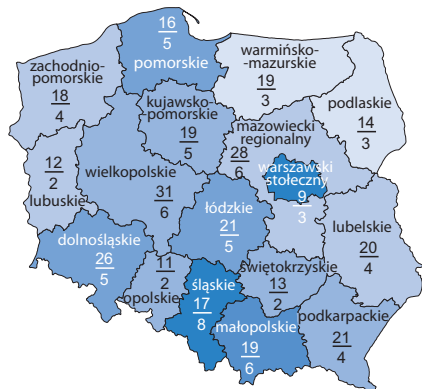 16
5
pomorskie
warmińsko-
-mazurskie
19
3
zachodnio-
pomorskie
18
4
kujawsko-
pomorskie
19
5
podlaskie
14
3
mazowiecki
regionalny
28
6
warszawski
stołeczny
9
3
12
2
lubuskie
wielkopolskie
31
6
łódzkie
21
5
lubelskie
20
4
dolnośląskie
26
5
11
2
opolskie
śląskie
17
8
świętokrzyskie
13
2
małopolskie
19
6
podkarpackie
21
4